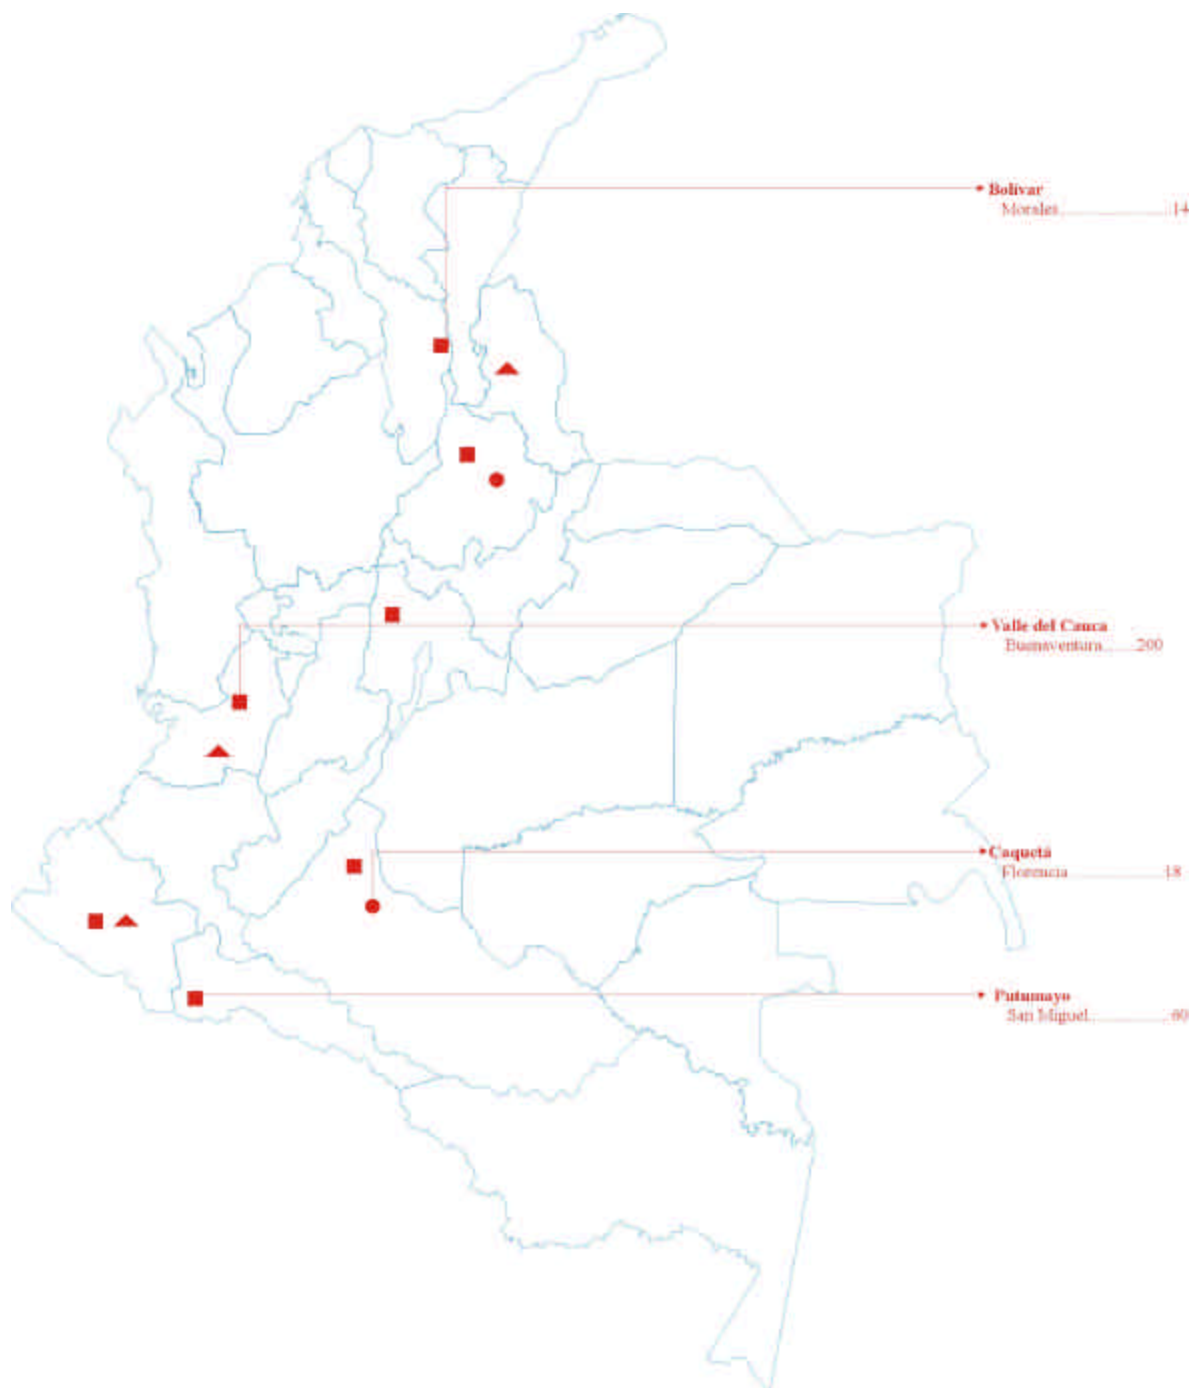 Bolívar
Morales............................14
Valle del Cauca
Buenaventura.........200
Caquetá
Florencia........................18
Putumayo
San Miguel....................60